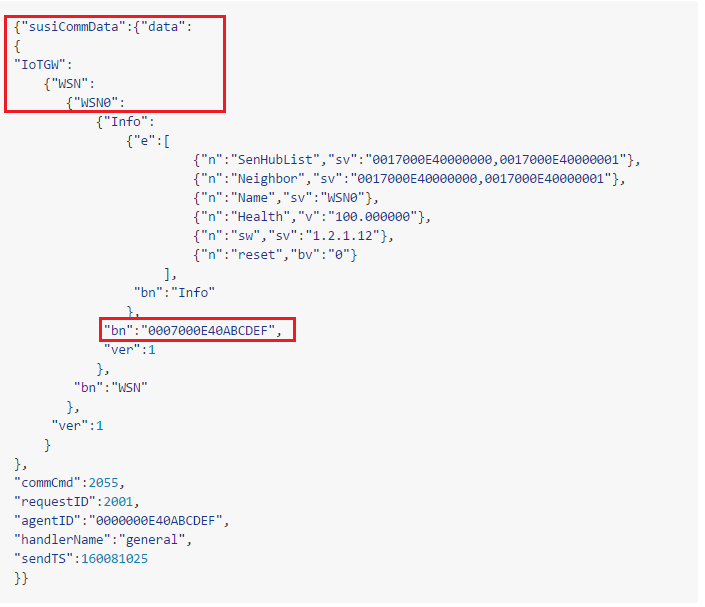 {"susiCommData":{"data":
{
"IoTGW":
{"WSN":
{"WSN0":
{"Info":
{"e":[
{"n":"SenHubList","sv":"0017000E40000000,0017000E40000001"},
{"n":"Neighbor","sv":"0017000E40000000,0017000E40000001"},
{"n":"Name","sv":"WSN0"},
{"n":"Health","v":"100.000000"},
{"n":"sw","sv":"1.2.1.12"},
{"n":"reset","bv":"0"}
],
"bn":"Info"
},
"bn":"0007000E40ABCDEF",
"ver":1
},
"bn":"WSN"
},
"ver":1
}
},
"commCmd":2055,
"requestID":2001,
"agentID":"0000000E40ABCDEF",
"handlerName":"general",
"sendTS":160081025
}}